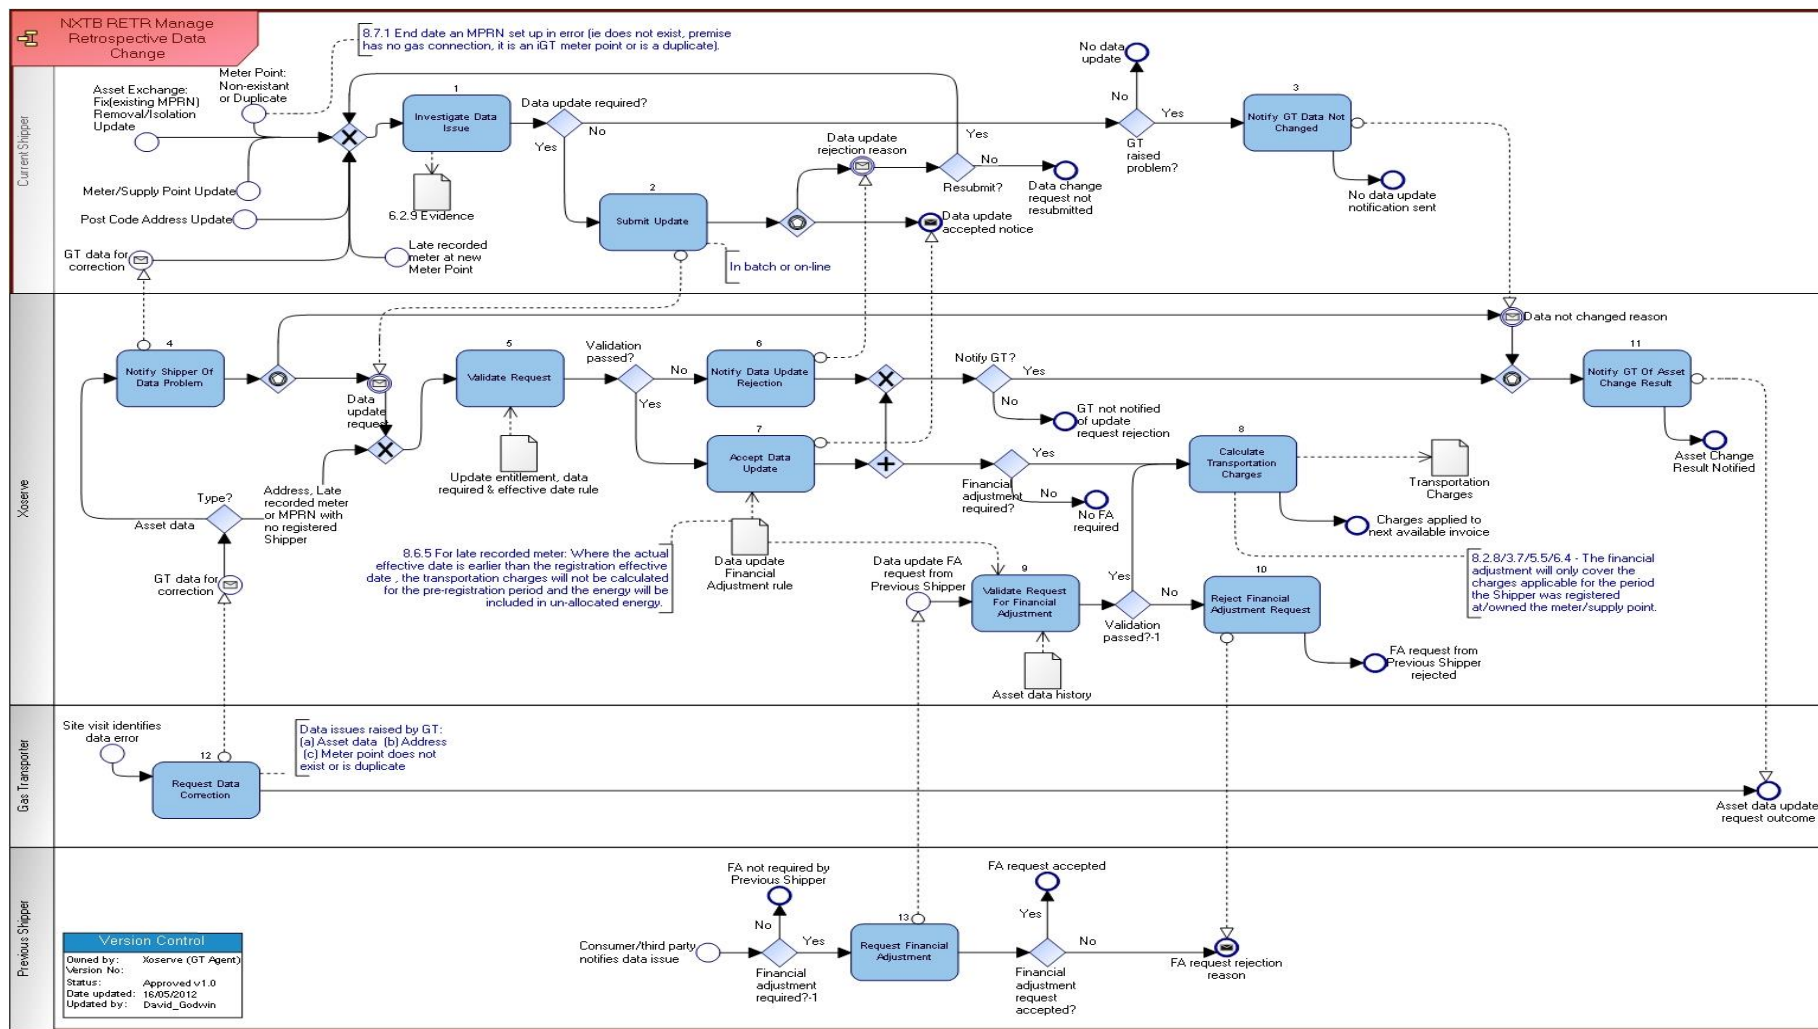 NXTB RETR Manage
Retrospective Data
Change
Current Shipper
8.7.1 End date an MPRN set up in error (ie does not exist, premise
has no gas connection, it is an iGT meter point or is a duplicate).
Meter Point:
Non-existant
or Duplicate
Asset Exchange:
Fix(existing MPRN)
Removal/Isolation
Update
Meter/Supply Point Update
Post Code Address Update
GT data for
correction
Late recorded
meter at new
Meter Point
1
Investigate Data
Issue
6.2.9 Evidence
Data update required?
No
Yes
2
Submit Update
In batch or on-line
Data update
rejection reason
Data update
accepted notice
Yes
No
Resubmit?
Data change
request not
resubmitted
No data
update
No
Yes
GT
raised
problem?
3
Notify GT Data Not
Changed
No data update
notification sent
Xoserve
4
Notify Shipper Of
Data Problem
Data
update
request
5
Validate Request
Update entitlement, data
required & effective date rule
Validation
passed?
No
Yes
6
Notify Data Update
Rejection
7
Accept Data
Update
Notify GT?
Yes
No
GT not notified
of update
request rejection
Data not changed reason
11
Notify GT Of Asset
Change Result
Asset Change
Result Notified
Yes
Financial
adjustment
required?
No
No FA
required
8
Calculate
Transportation
Charges
Transportation
Charges
Charges applied to
next available invoice
8.2.8/3.7/5.5/6.4 - The financial
adjustment will only cover the
charges applicable for the period
the Shipper was registered
at/owned the meter/supply point.
Type?
Asset data
Address, Late
recorded meter
or MPRN with
no registered
Shipper
GT data for
correction
8.6.5 For late recorded meter: Where the actual
effective date is earlier than the registration effective
date , the transportation charges will not be calculated
for the pre-registration period and the energy will be
included in un-allocated energy.
Data update
Financial
Adjustment rule
Data update FA
request from
Previous Shipper
9
Validate Request
For Financial
Adjustment
Asset data history
Yes
No
Validation
passed?-1
10
Reject Financial
Adjustment Request
FA request from
Previous Shipper
rejected
Gas Transporter
Site visit identifies
data error
12
Request Data
Correction
Data issues raised by GT:
(a) Asset data (b) Address
(c) Meter point does not
exist or is duplicate
Asset data update
request outcome
Previous Shipper
Consumer/third party
notifies data issue
FA not required by
Previous Shipper
No
Yes
Financial
adjustment
required?-1
13
Request Financial
Adjustment
FA request accepted
Yes
No
Financial
adjustment
request
accepted?
FA request rejection
reason
Version Control
Owned by: Xoserve (GT Agent)
Version No:
Status: Approved v1.0
Date updated: 16/05/2012
Updated by: David_Godwin